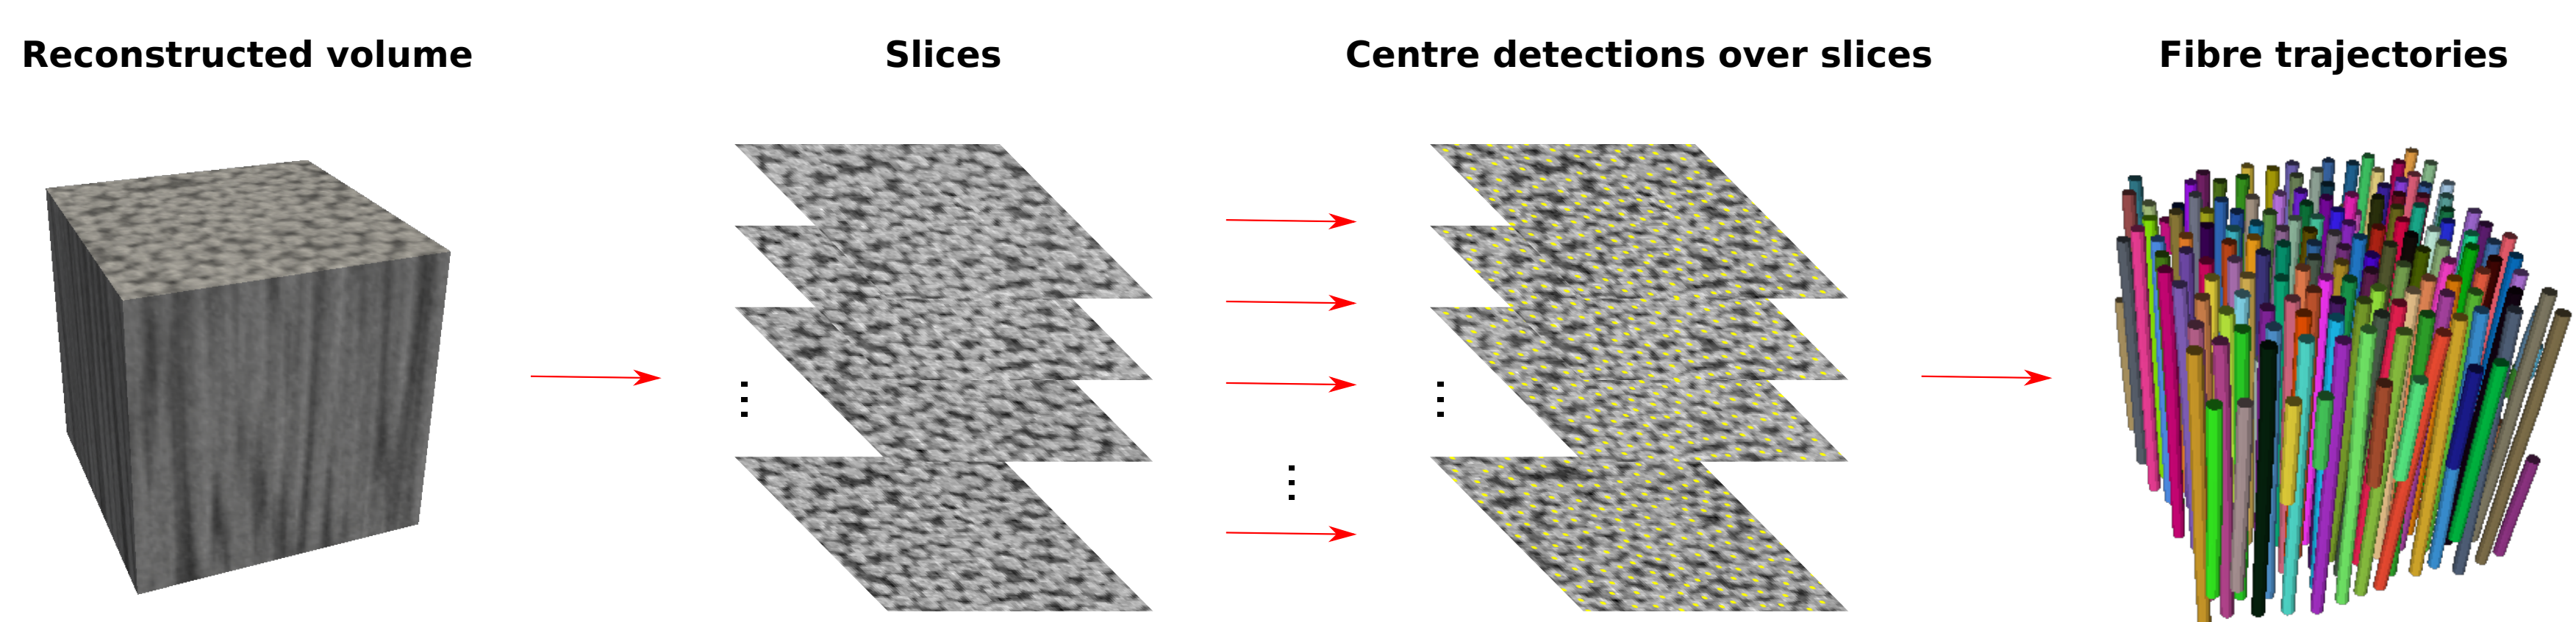 Reconstructed volume
Slices
Centre detections over slices
Fibre trajectories